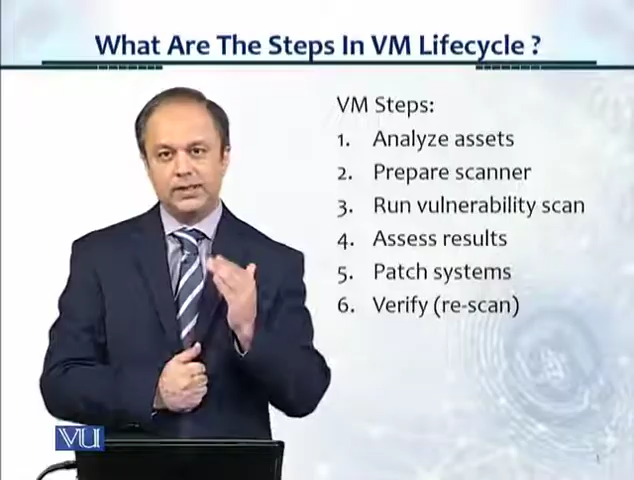 What Are The Steps In VM Lifecycle ?
VM Steps:
1. Analyze assets
2. Prepare scanner
3. Run vulnerability scan
4. Assess results
5. Patch systems
6. Verify (re-scan)
VU